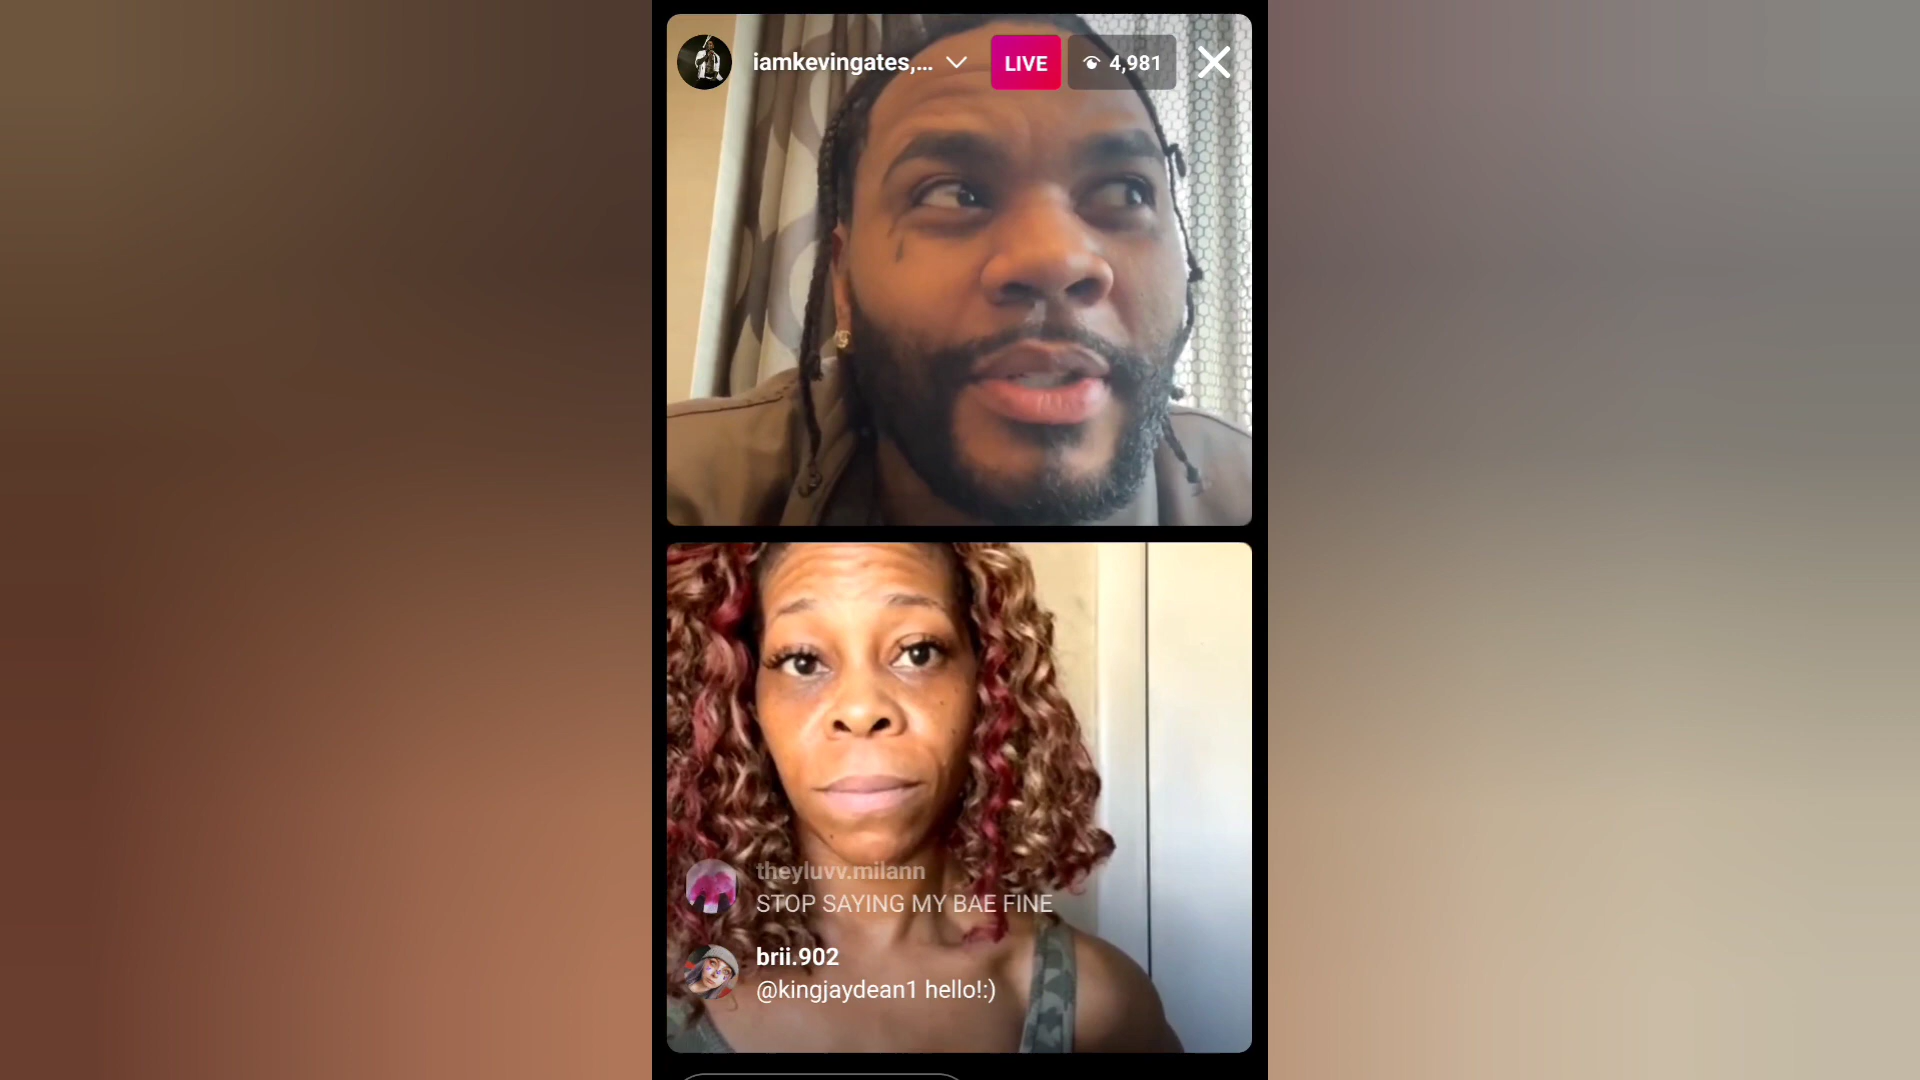 iamkevingates,...
LIVE
4,981
theyluvv.milann
STOP SAYING MY BAE FINE
brii.902
@kingjaydean1 hello!:)